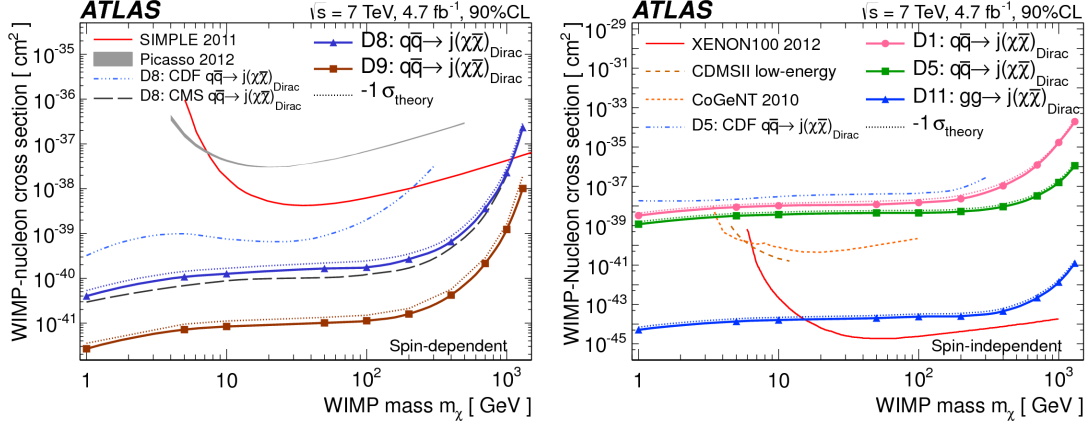 ATLAS √s = 7 TeV, 4.7 fb⁻¹, 90%CL
WIMP-nucleon cross section [ cm² ]
10⁻³⁵
10⁻³⁶
10⁻³⁷
10⁻³⁸
10⁻³⁹
10⁻⁴⁰
10⁻⁴¹
SIMPLE 2011
Picasso 2012
D8: CDF qq̅→ j(χχ̅)Dirac
D8: CMS qq̅→ j(χχ̅)Dirac
D8: qq̅→ j(χχ̅)Dirac
D9: qq̅→ j(χχ̅)Dirac
-1 σtheory
Spin-dependent
1 10 10² 10³
WIMP mass mχ [ GeV ]
ATLAS √s = 7 TeV, 4.7 fb⁻¹, 90%CL
WIMP-Nucleon cross section [ cm² ]
10⁻²⁹
10⁻³¹
10⁻³³
10⁻³⁵
10⁻³⁷
10⁻³⁹
10⁻⁴¹
10⁻⁴³
10⁻⁴⁵
XENON100 2012
CDMSII low-energy
CoGeNT 2010
D5: CDF qq̅→ j(χχ̅)Dirac
D1: qq̅→ j(χχ̅)Dirac
D5: qq̅→ j(χχ̅)Dirac
D11: gg→ j(χχ̅)Dirac
-1 σtheory
Spin-independent
1 10 10² 10³
WIMP mass mχ [ GeV ]